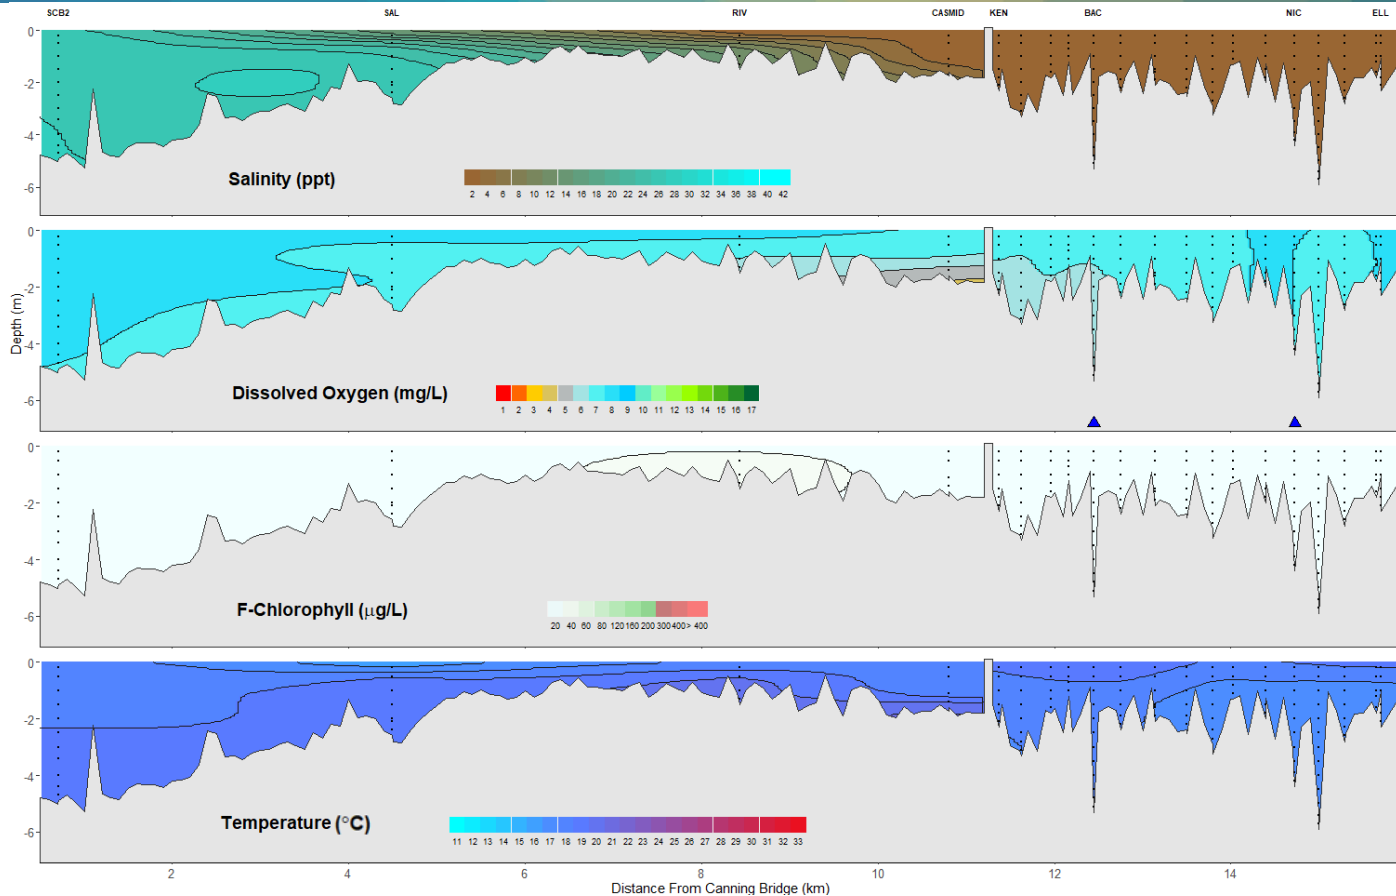 SCB2 SAL RIV CASMID KEN BAC NIC ELL
0
-2
-4
-6
Salinity (ppt)
2 4 6 8 10 12 14 16 18 20 22 24 26 28 30 32 34 36 38 40 42
0
-2
-4
-6
Depth (m)
Dissolved Oxygen (mg/L)
1 2 3 4 5 6 7 8 9 10 11 12 13 14 15 16 17
0
-2
-4
-6
F-Chlorophyll (µg/L)
20 40 60 80 120 160 200 300 400 > 400
0
-2
-4
-6
Temperature (°C)
11 12 13 14 15 16 17 18 19 20 21 22 23 24 25 26 27 28 29 30 31 32 33
2 4 6 8 10 12 14
Distance From Canning Bridge (km)